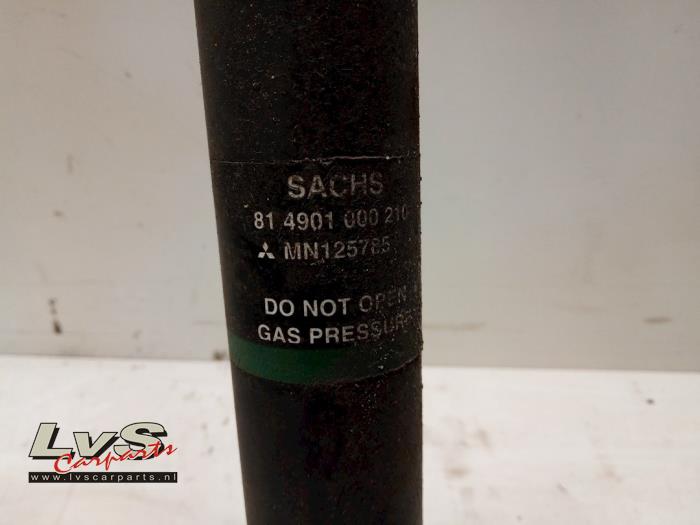 SACHS
81 4901 000 210
MN125785
DO NOT OPEN
GAS PRESSURE
LvS
Carparts
www.lvscarparts.nl